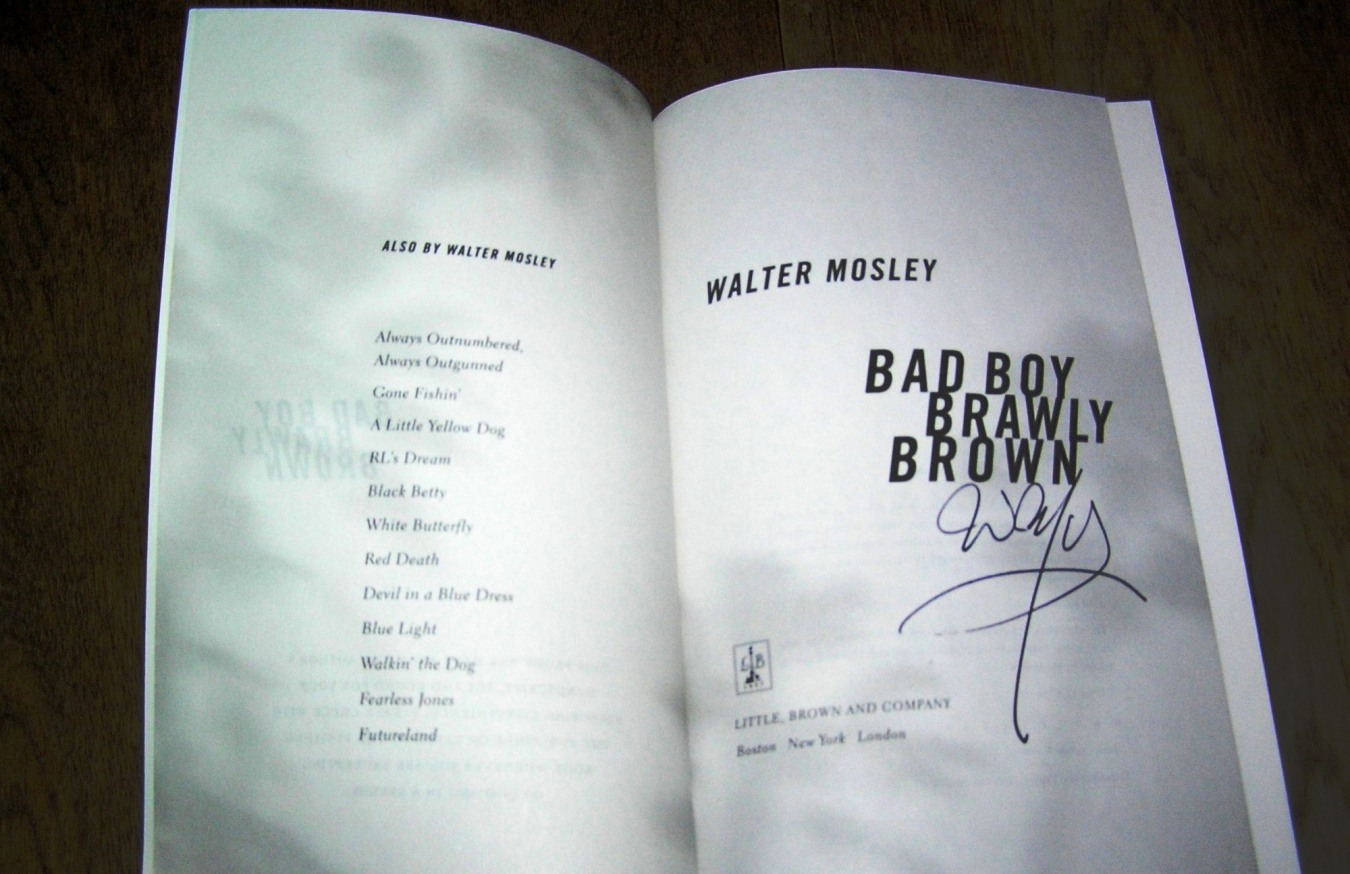 ALSO BY WALTER MOSLEY
Always Outnumbered,
Always Outgunned
Gone Fishin'
A Little Yellow Dog
RL's Dream
Black Betty
White Butterfly
Red Death
Devil in a Blue Dress
Blue Light
Walkin' the Dog
Fearless Jones
Futureland
WALTER MOSLEY
BAD BOY
BRAWLY
BROWN
LB
LITTLE, BROWN AND COMPANY
Boston New York London